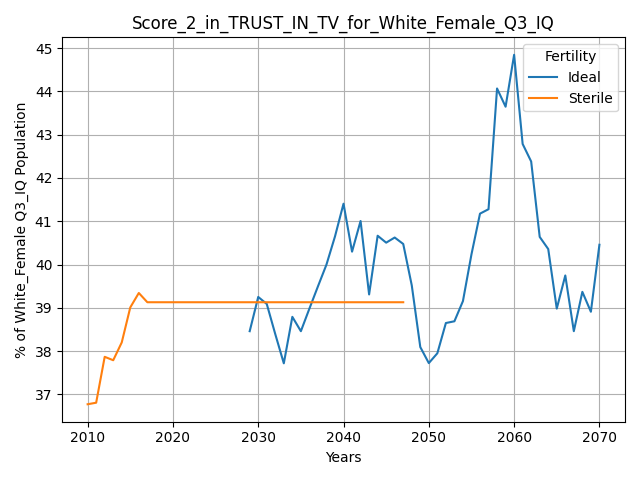 Score_2_in_TRUST_IN_TV_for_White_Female_Q3_IQ
Fertility
Ideal
Sterile
% of White_Female Q3_IQ Population
45
44
43
42
41
40
39
38
37
2010
2020
2030
2040
2050
2060
2070
Years